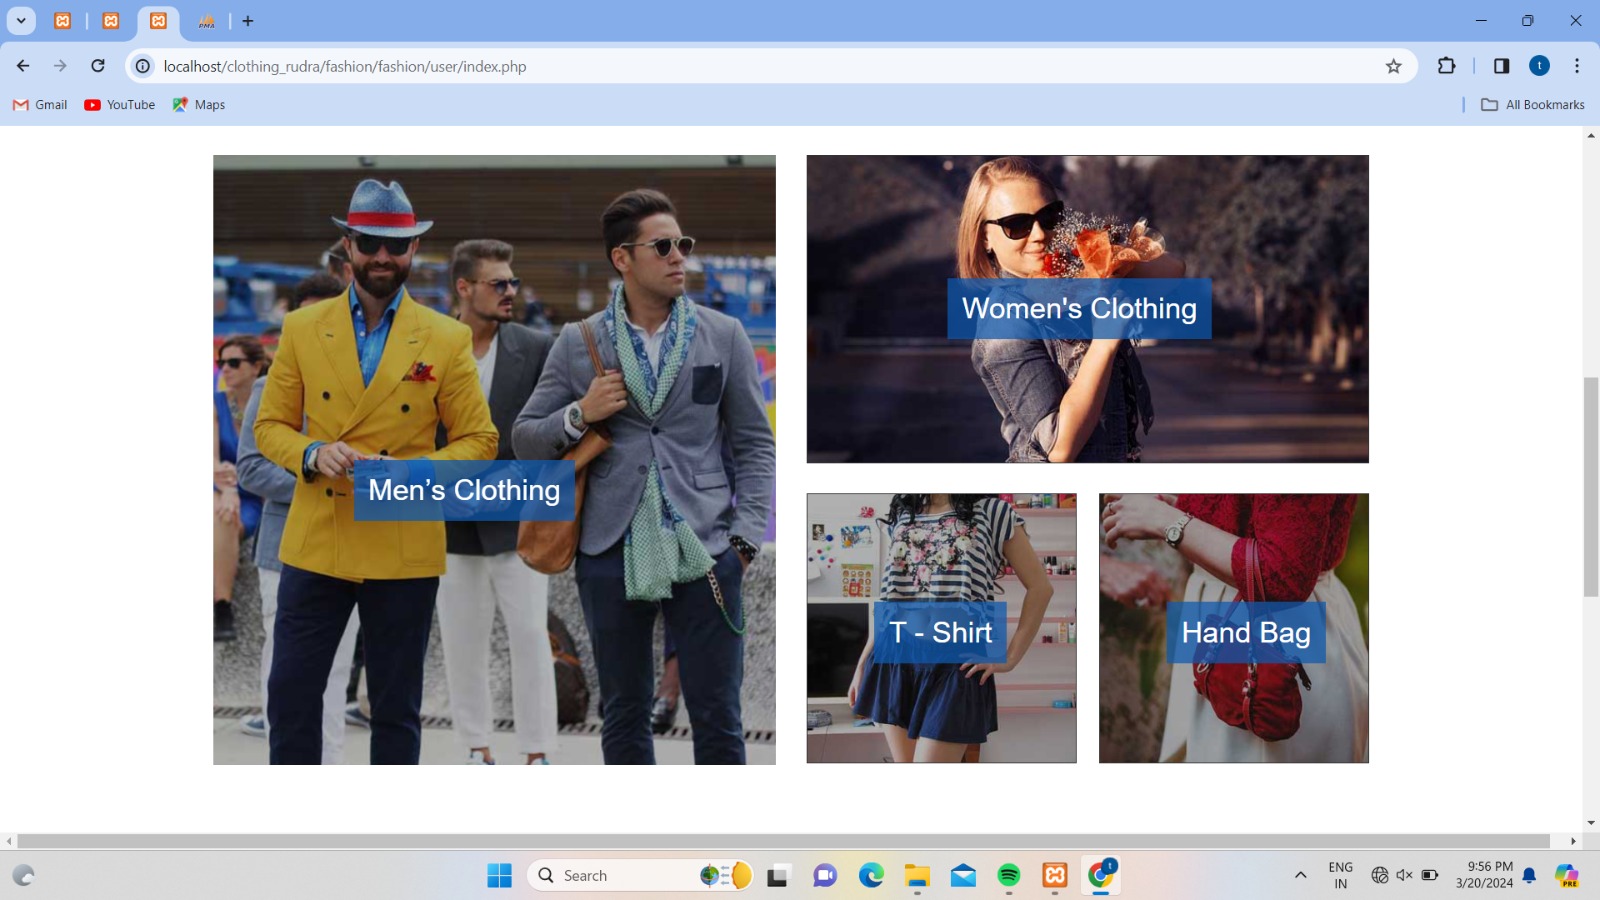 localhost/clothing_rudra/fashion/fashion/user/index.php
t
Gmail
YouTube
Maps
All Bookmarks
Men’s Clothing
Women's Clothing
T - Shirt
Hand Bag
Search
t
ENG
IN
9:56 PM
3/20/2024
PRE